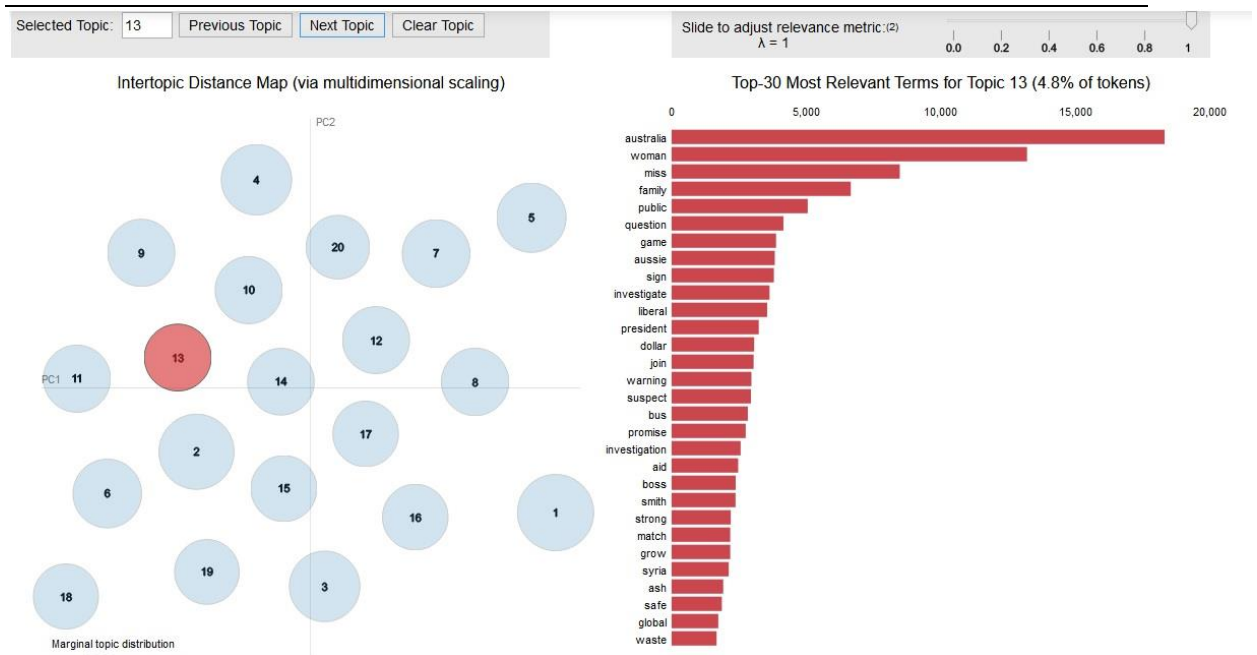 Selected Topic: 13 Previous Topic Next Topic Clear Topic
Slide to adjust relevance metric:(2)
λ = 1
0.0 0.2 0.4 0.6 0.8 1
Intertopic Distance Map (via multidimensional scaling)
PC2
4
5
20
7
9
10
12
13
PC1 11
14
8
17
2
15
6
16
1
19
3
18
Marginal topic distribution
Top-30 Most Relevant Terms for Topic 13 (4.8% of tokens)
0 5,000 10,000 15,000 20,000
australia
woman
miss
family
public
question
game
aussie
sign
investigate
liberal
president
dollar
join
warning
suspect
bus
promise
investigation
aid
boss
smith
strong
match
grow
syria
ash
safe
global
waste